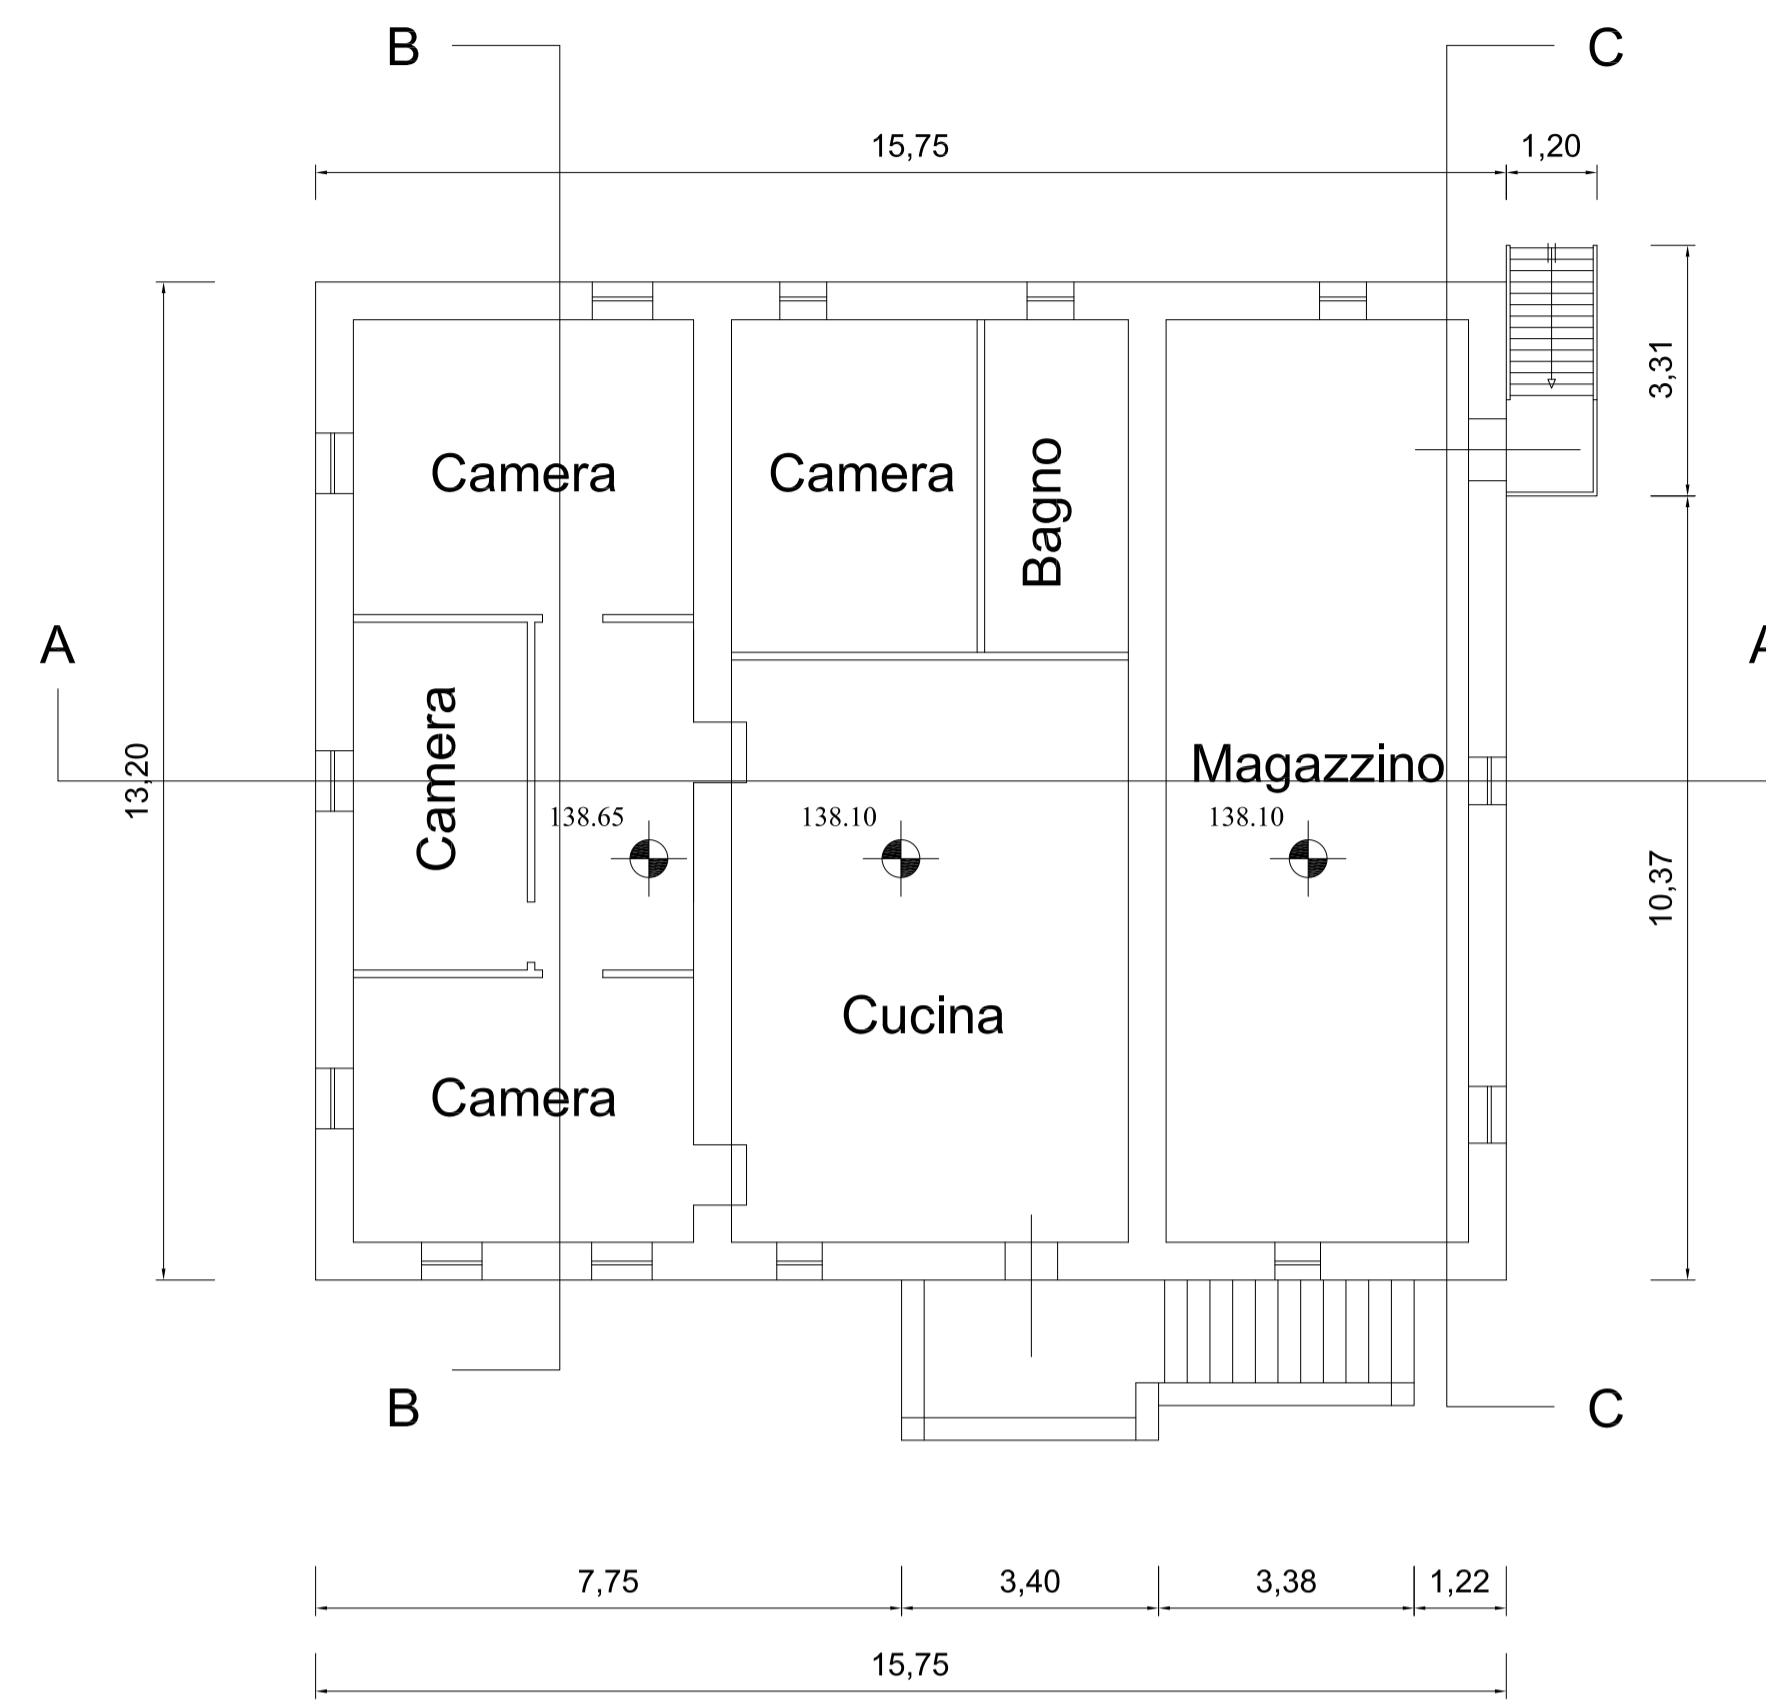 B
C
15,75
1,20
3,31
Camera
Camera
Bagno
A
A
Camera
13,20
Magazzino
138.65
138.10
138.10
10,37
Cucina
Camera
B
C
7,75
3,40
3,38
1,22
15,75